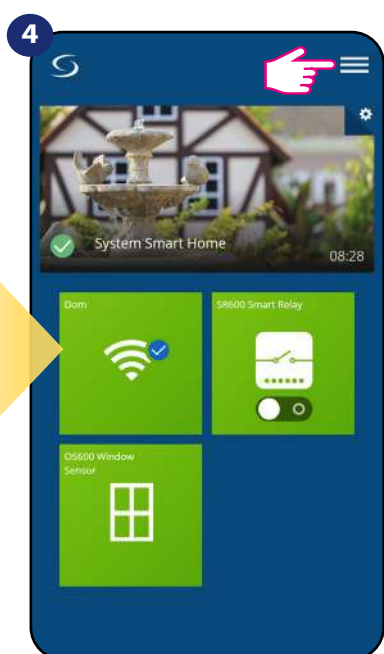 4
System Smart Home
08:28
Dom
SR600 Smart Relay
OS600 Window
Sensor